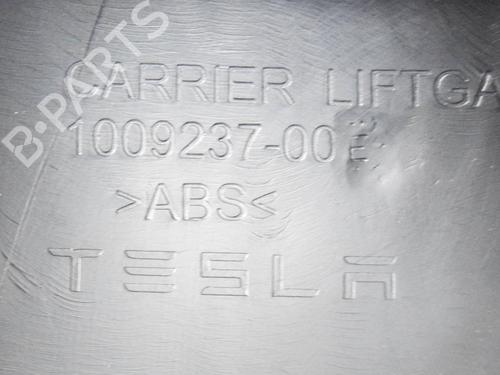 B-PARTS
CARRIER LIFTGA
1009237-00 E
>ABS<
TESLA